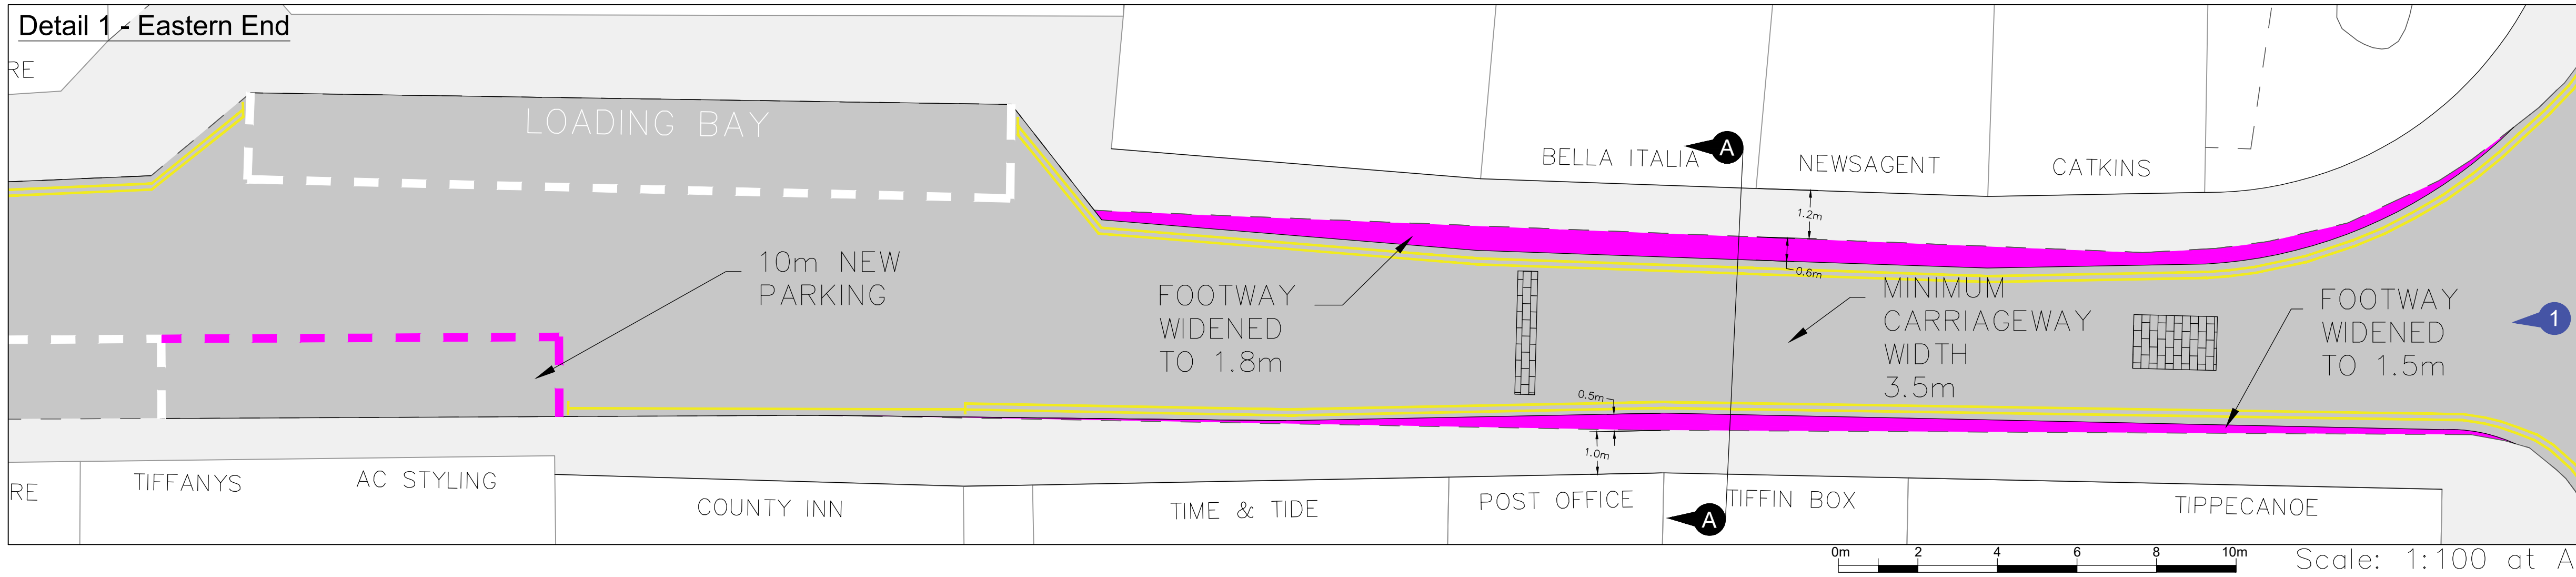 Detail 1 - Eastern End
RE
LOADING BAY
BELLA ITALIA
A
NEWSAGENT
CATKINS
1.2m
0.6m
10m NEW
PARKING
FOOTWAY
WIDENED
TO 1.8m
MINIMUM
CARRIAGEWAY
WIDTH
3.5m
FOOTWAY
WIDENED
TO 1.5m
1
0.5m
1.0m
RE
TIFFANYS
AC STYLING
COUNTY INN
TIME & TIDE
POST OFFICE
A
TIFFIN BOX
TIPPECANOE
0m 2 4 6 8 10m
Scale: 1:100 at A